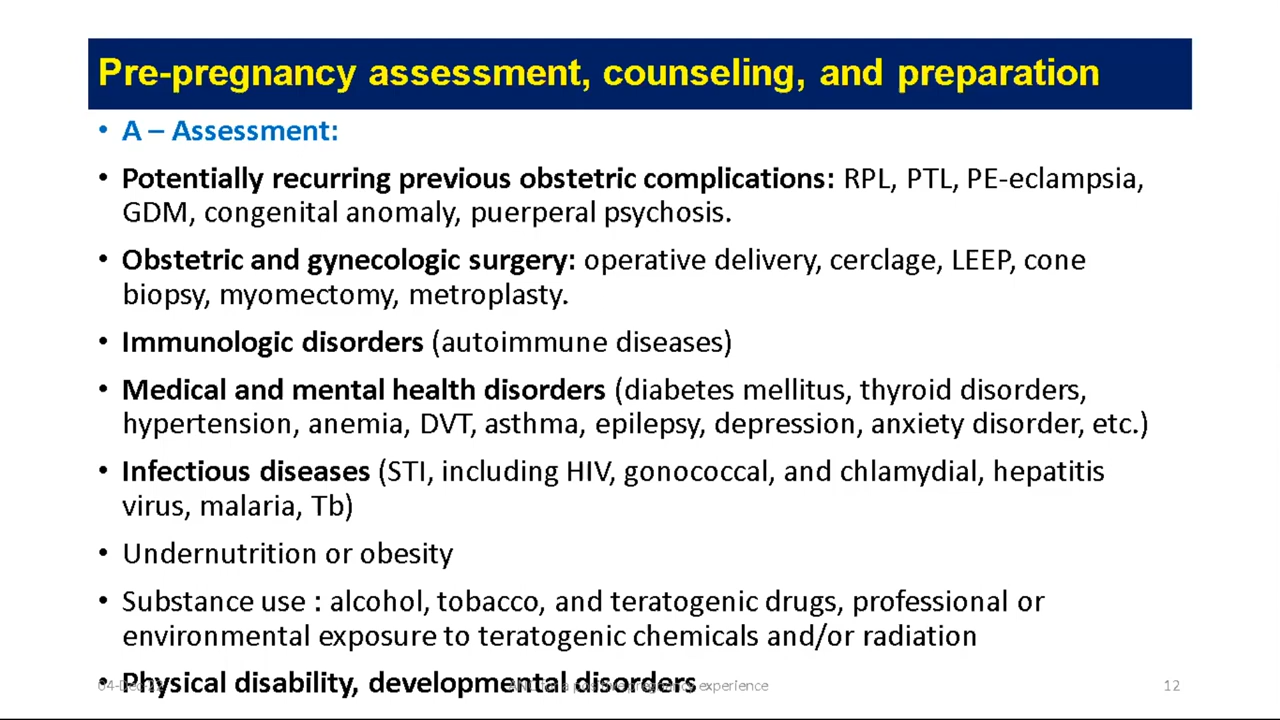 Pre-pregnancy assessment, counseling, and preparation
• A – Assessment:
• Potentially recurring previous obstetric complications: RPL, PTL, PE-eclampsia,
GDM, congenital anomaly, puerperal psychosis.
• Obstetric and gynecologic surgery: operative delivery, cerclage, LEEP, cone
biopsy, myomectomy, metroplasty.
• Immunologic disorders (autoimmune diseases)
• Medical and mental health disorders (diabetes mellitus, thyroid disorders,
hypertension, anemia, DVT, asthma, epilepsy, depression, anxiety disorder, etc.)
• Infectious diseases (STI, including HIV, gonococcal, and chlamydial, hepatitis
virus, malaria, Tb)
• Undernutrition or obesity
• Substance use : alcohol, tobacco, and teratogenic drugs, professional or
environmental exposure to teratogenic chemicals and/or radiation
• Physical disability, developmental disorders
pregnancy experience
12